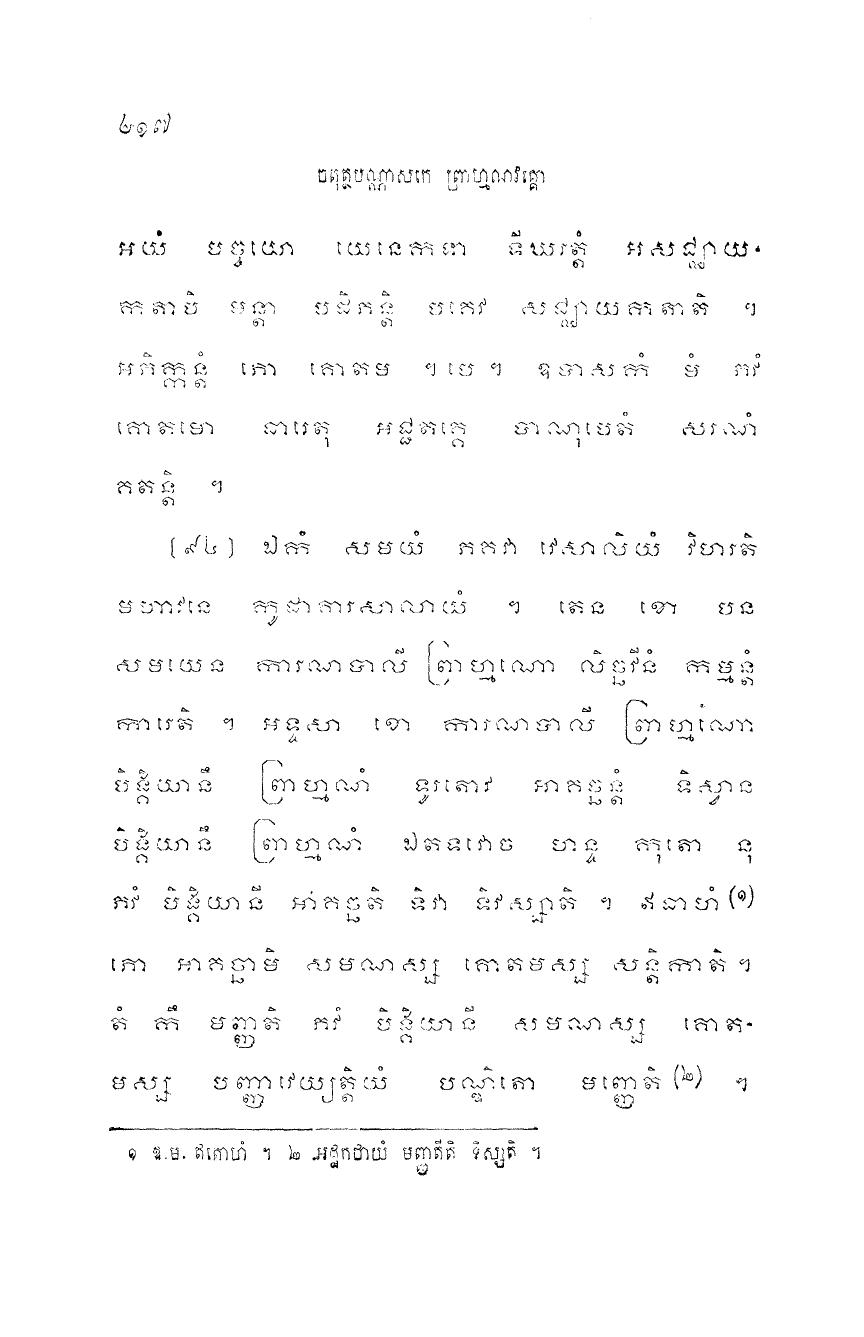 ២១៧
ចតុត្ថបណ្ណាសកេ ព្រាហ្មណវគ្គោ
អយំ បច្ចយោ យេនេកទា ទីឃរត្តំ អសជ្ឈាយ-
កតាបិ មន្តា បដិភន្តិ បគេវ សជ្ឈាយកតាតិ ។
អភិក្កន្តំ ភោ គោតម ។ បេ ។ ឧបាសកំ មំ ភវំ
គោតមោ ធារេតុ អជ្ជតគ្គេ បាណុបេតំ សរណំ
គតន្តិ ។
[៩៤] ឯកំ សមយំ ភគវា វេសាលិយំ វិហរតិ
មហាវនេ កូដាគារសាលាយំ ។ តេន ខោ បន
សមយេន ការណបាលី ព្រាហ្មណោ លិច្ឆវីនំ កម្មន្តំ
ការេតិ ។ អទ្ទសា ខោ ការណបាលី ព្រាហ្មណោ
បិង្គិយានឹ ព្រាហ្មណំ ទូរតោវ អាគច្ឆន្តំ ទិស្វាន
បិង្គិយានឹ ព្រាហ្មណំ ឯតទវោច ហន្ទ កុតោ នុ
ភវំ បិង្គិយានី អាគច្ឆតិ ទិវា ទិវស្សាតិ ។ ឥធាហំ(១)
ភោ អាគច្ឆាមិ សមណស្ស គោតមស្ស សន្តិកាតិ ។
តំ កឹ មញ្ញតិ ភវំ បិង្គិយានី សមណស្ស គោត-
មស្ស បញ្ញាវេយ្យត្តិយំ បណ្ឌិតោ មញ្ញេតិ(២) ។
១ ឱ.ម. ឥតោហំ ។ ២ អដ្ឋកថាយំ មញ្ញតីតិ ទិស្សតិ ។